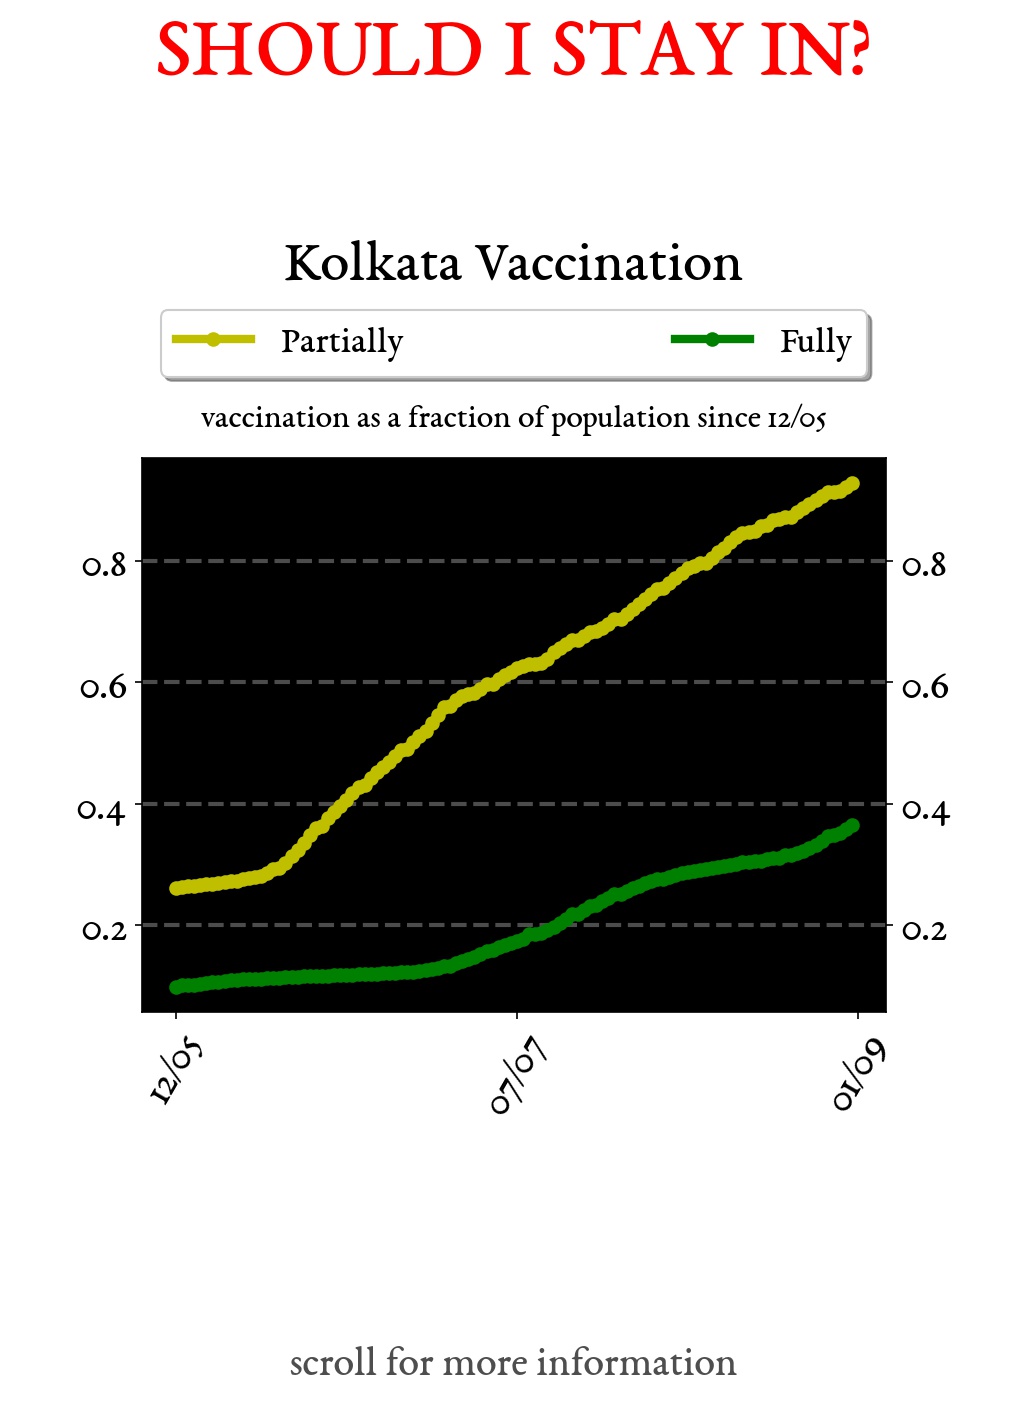 SHOULD I STAY IN?
Kolkata Vaccination
Partially Fully
vaccination as a fraction of population since 12/05
0.8 0.8
0.6 0.6
0.4 0.4
0.2 0.2
12/05 07/07 01/09
scroll for more information